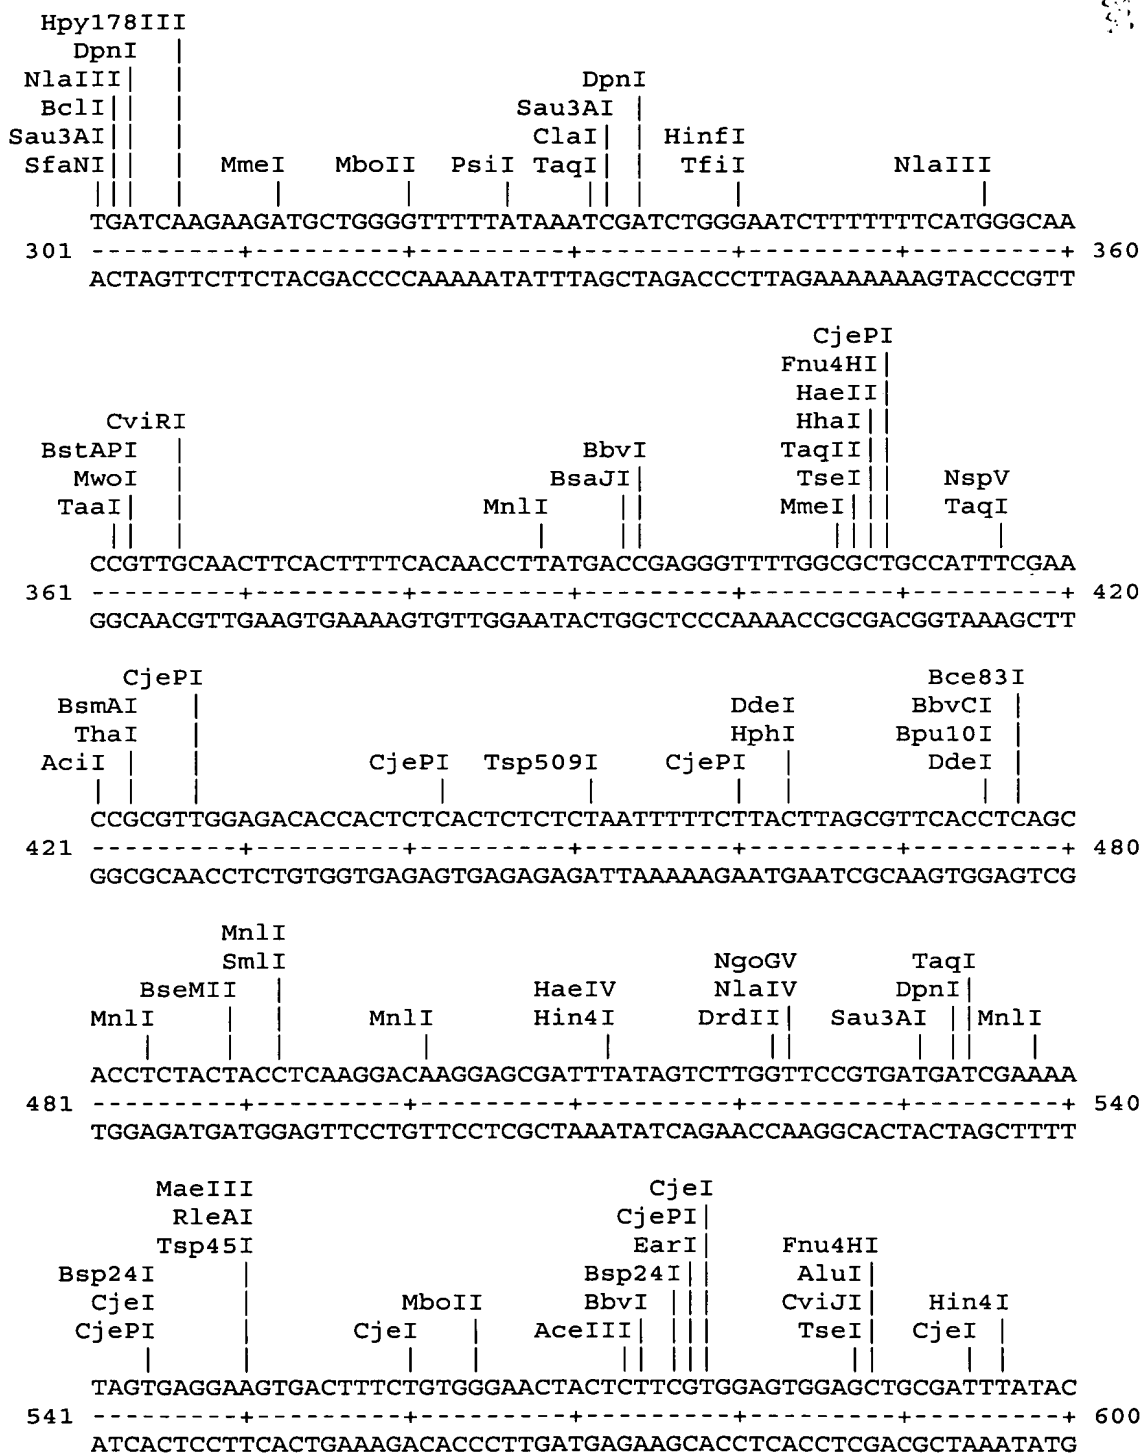 Hpy178III
DpnI |
NlaIII| |
BclI|| | DpnI
Sau3AI|| | Sau3AI |
SfaNI|| | ClaI| | HinfI
MmeI MboII PsiI TaqI| | TfiI NlaIII
TGATCAAGAAGATGCTGGGGTTTTTATAAATCGATCTGGGAATCTTTTTTTCATGGGCAA
301 ---------+---------+---------+---------+---------+---------+ 360
ACTAGTTCTTCTACGACCCCAAAAATATTTAGCTAGACCCTTAGAAAAAAAGTACCCGTT
CjePI
Fnu4HI|
HaeII|
CviRI HhaI||
BstAPI | BbvI TaqII||
MwoI | BsaJI| TseI|| NspV
TaaI| | MnlI || MmeI||| TaqI
CCGTTGCAACTTCACTTTTCACAACCTTATGACCGAGGGTTTTGGCGCTGCCATTTCGAA
361 ---------+---------+---------+---------+---------+---------+ 420
GGCAACGTTGAAGTGAAAAGTGTTGGAATACTGGCTCCCAAAACCGCGACGGTAAAGCTT
CjePI Bce83I
BsmAI | DdeI BbvCI |
ThaI | HphI Bpu10I |
AciI | | CjePI Tsp509I CjePI | DdeI |
CCGCGTTGGAGACACCACTCTCACTCTCTCTAATTTTTCTTACTTAGCGTTCACCTCAGC
421 ---------+---------+---------+---------+---------+---------+ 480
GGCGCAACCTCTGTGGTGAGAGTGAGAGAGATTAAAAAGAATGAATCGCAAGTGGAGTCG
MnlI
SmlI NgoGV TaqI
BseMII | HaeIV NlaIV DpnI|
MnlI | | MnlI Hin4I DrdII| Sau3AI || MnlI
ACCTCTACTACCTCAAGGACAAGGAGCGATTTATAGTCTTGGTTCCGTGATGATCGAAAA
481 ---------+---------+---------+---------+---------+---------+ 540
TGGAGATGATGGAGTTCCTGTTCCTCGCTAAATATCAGAACCAAGGCACTACTAGCTTTT
MaeIII CjeI
RleAI CjePI|
Tsp45I EarI| Fnu4HI
Bsp24I | Bsp24I|| AluI|
CjeI | MboII BbvI ||| CviJI| Hin4I
CjePI | CjeI | AceIII| ||| TseI| CjeI |
TAGTGAGGAAGTGACTTTCTGTGGGAACTACTCTTCGTGGAGTGGAGCTGCGATTTATAC
541 ---------+---------+---------+---------+---------+---------+ 600
ATCACTCCTTCACTGAAAGACACCCTTGATGAGAAGCACCTCACCTCGACGCTAAATATG